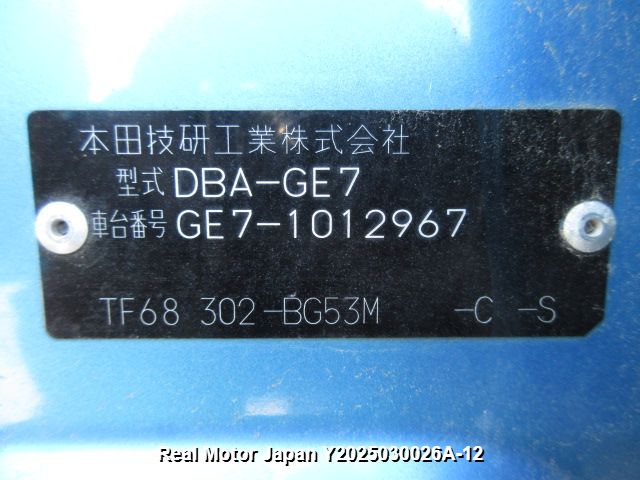 本田技研工業株式会社
型式 DBA-GE7
車台番号 GE7-1012967
TF68 302-BG53M -C -S
Real Motor Japan Y2025030026A-12